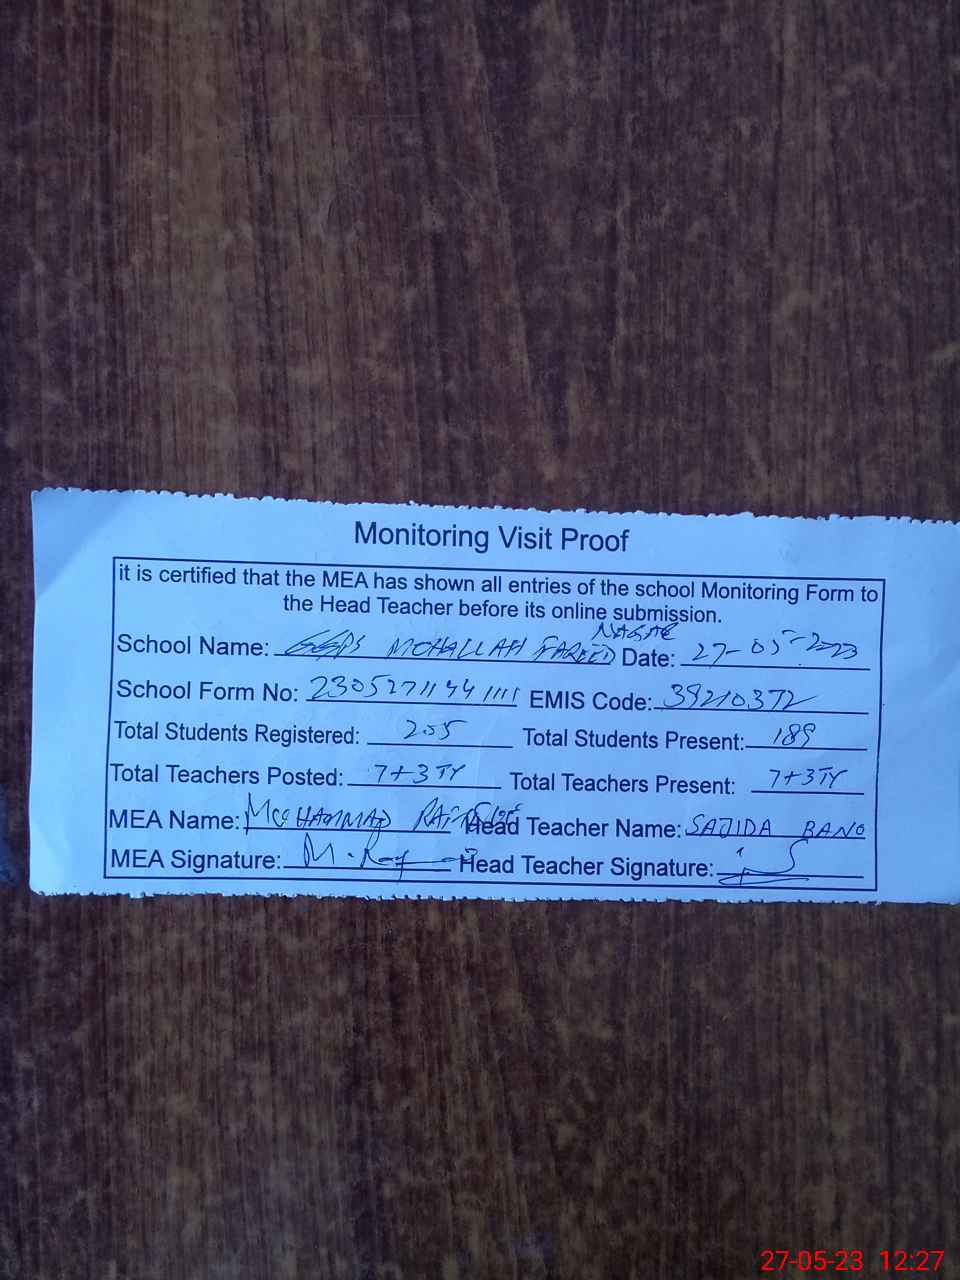 Monitoring Visit Proof
it is certified that the MEA has shown all entries of the school Monitoring Form to
the Head Teacher before its online submission.
School Name: GGPS MOHALLAH FAREED NAGAR Date: 27-05-2023
School Form No: 2305271144 1111 EMIS Code: 39210372
Total Students Registered: 205 Total Students Present: 189
Total Teachers Posted: 7+3TY Total Teachers Present: 7+3TY
MEA Name: MOHAMMAD Head Teacher Name: SAJIDA BANO
MEA Signature: Head Teacher Signature:
27-05-23 12:27